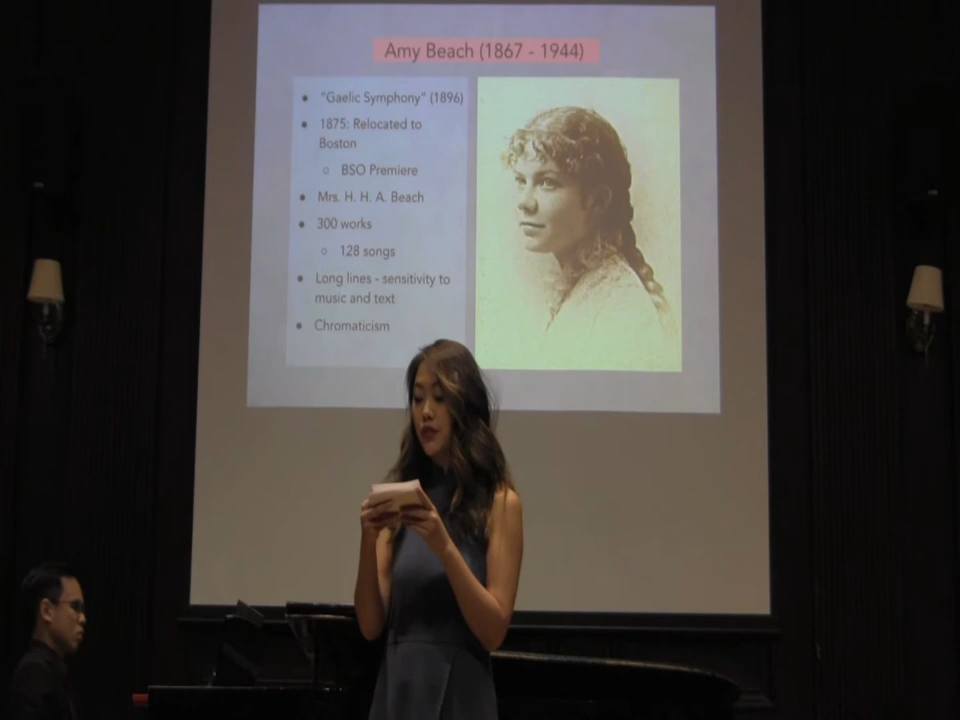 Amy Beach (1867 - 1944)
• "Gaelic Symphony" (1896)
• 1875: Relocated to
Boston
○ BSO Premiere
• Mrs. H. H. A. Beach
• 300 works
○ 128 songs
• Long lines - sensitivity to
music and text
• Chromaticism